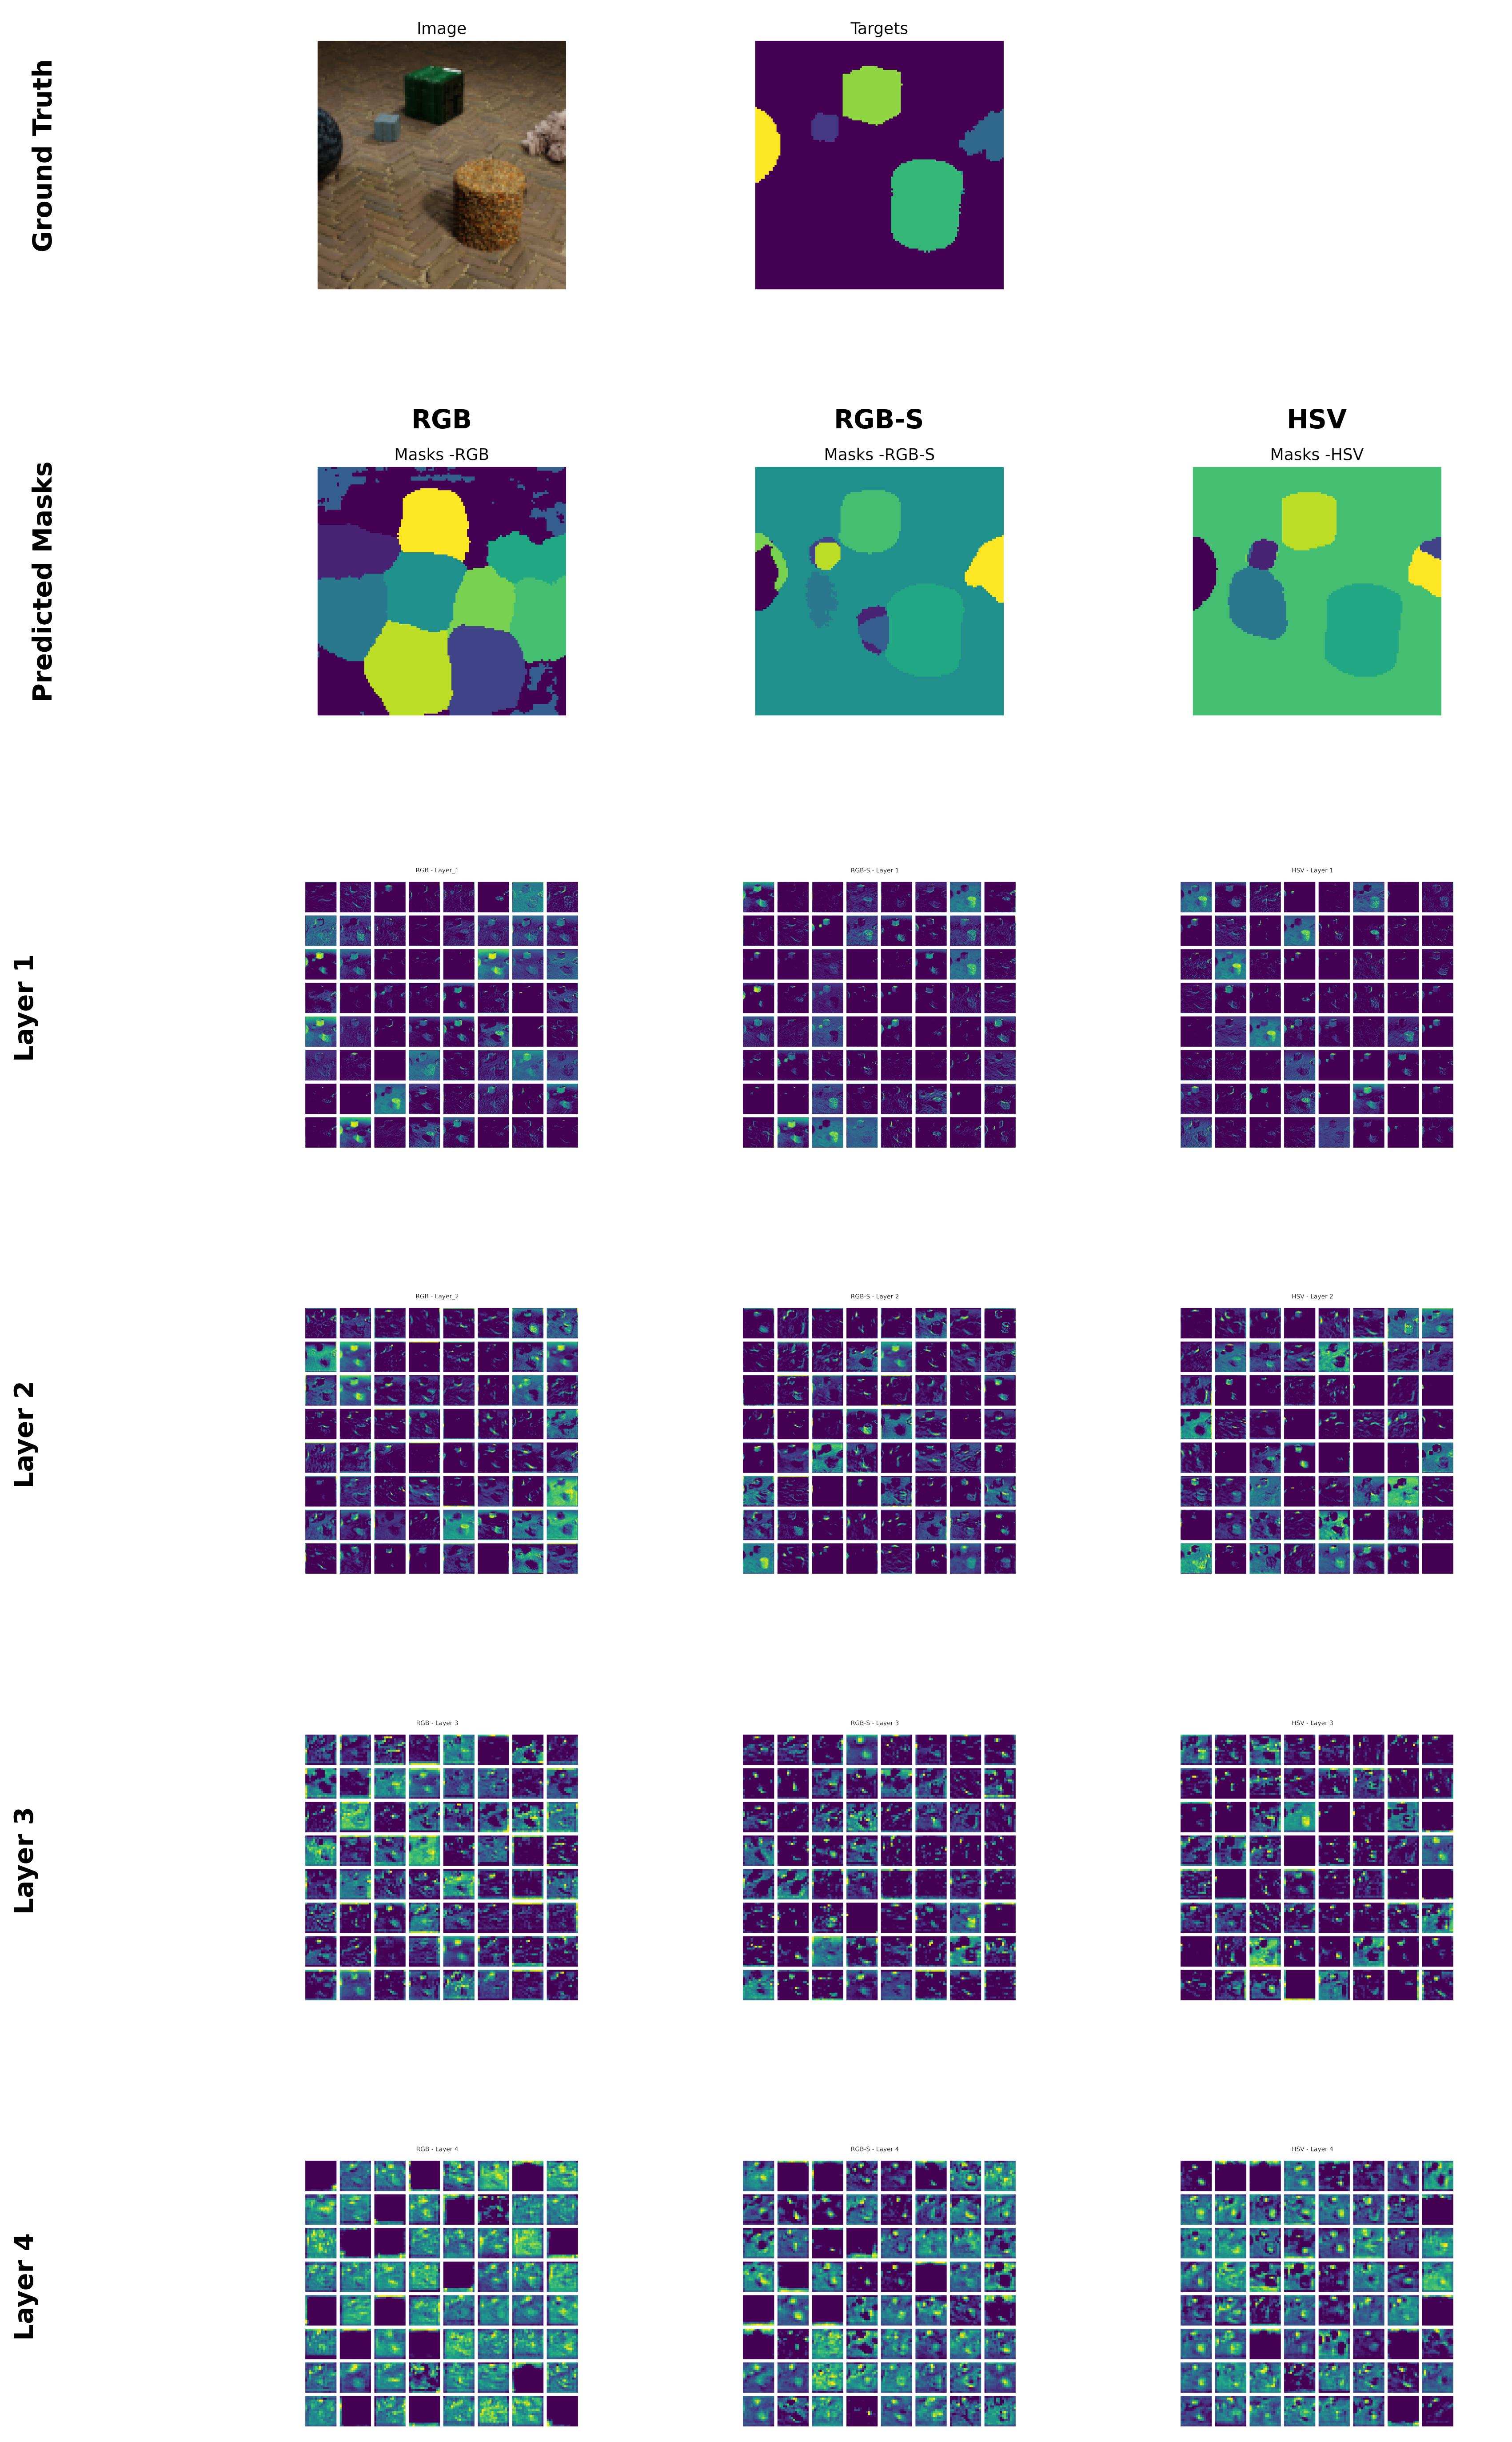 Ground Truth
Image
Targets
RGB
RGB-S
HSV
Predicted Masks
Masks -RGB
Masks -RGB-S
Masks -HSV
Layer 1
RGB - Layer_1
RGB-S - Layer 1
HSV - Layer 1
Layer 2
RGB - Layer_2
RGB-S - Layer 2
HSV - Layer 2
Layer 3
RGB - Layer 3
RGB-S - Layer 3
HSV - Layer 3
Layer 4
RGB - Layer 4
RGB-S - Layer 4
HSV - Layer 4